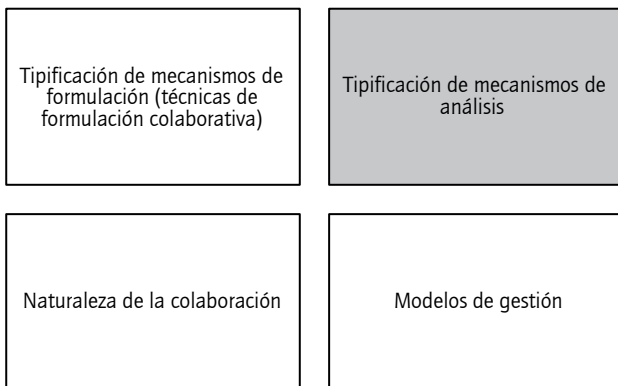 Tipificación de mecanismos de
formulación (técnicas de
formulación colaborativa)
Tipificación de mecanismos de
análisis
Naturaleza de la colaboración
Modelos de gestión